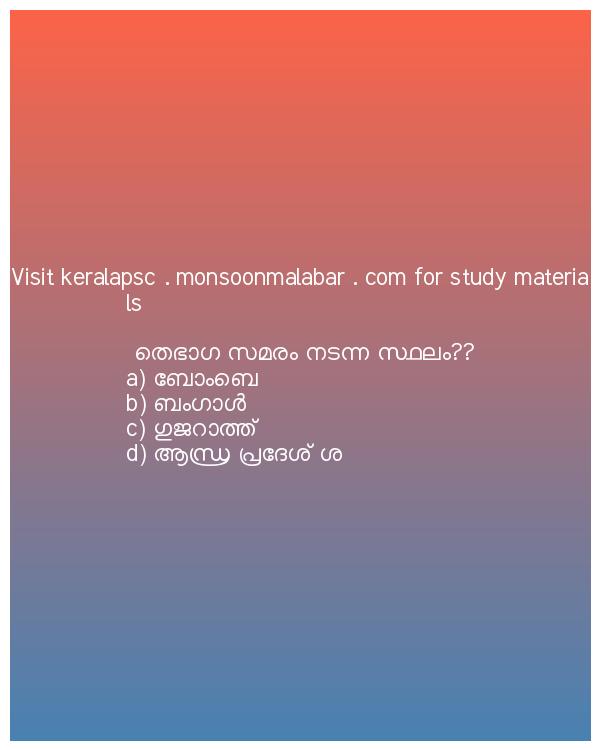 Visit keralapsc . monsoonmalabar . com for study materia
ls
തെഭാഗ സമരം നടന്ന സ്ഥലം??
a) ബോംബെ
b) ബംഗാൾ
c) ഗുജറാത്ത്
d) ആന്ധ്ര പ്രദേശ് ശ